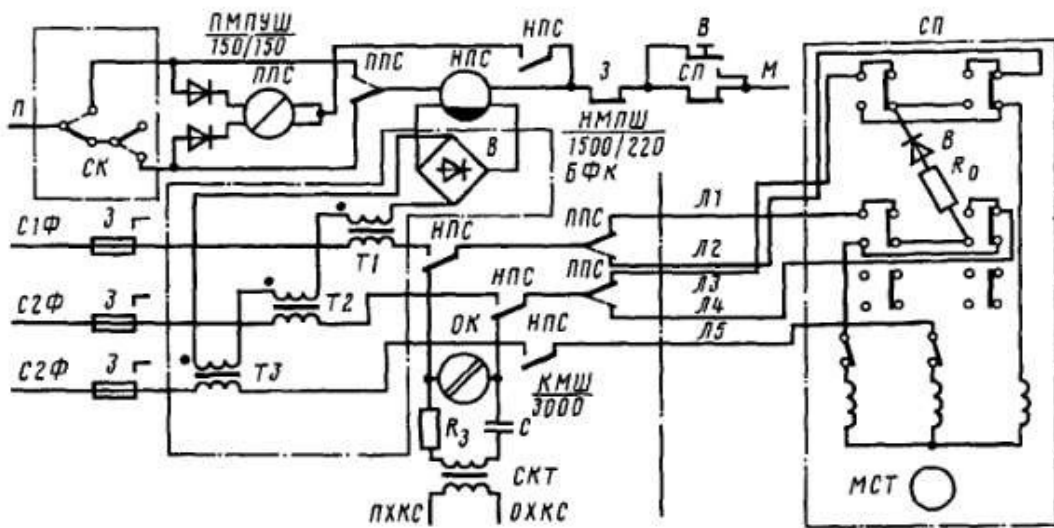 ПМПУШ
150/150
ППС
ППС
НПС
НПС
З
В
СП
М
СП
П
СК
НМПШ
1500/220
БФК
В
В
R₀
С1Ф
З
Т1
НПС
ППС
Л1
Л2
ППС
Л3
Л4
С2Ф
З
Т2
ОК
НПС
Л5
С2Ф
З
Т3
КМШ
3000
R₃
С
СКТ
ПХКС
ОХКС
МСТ